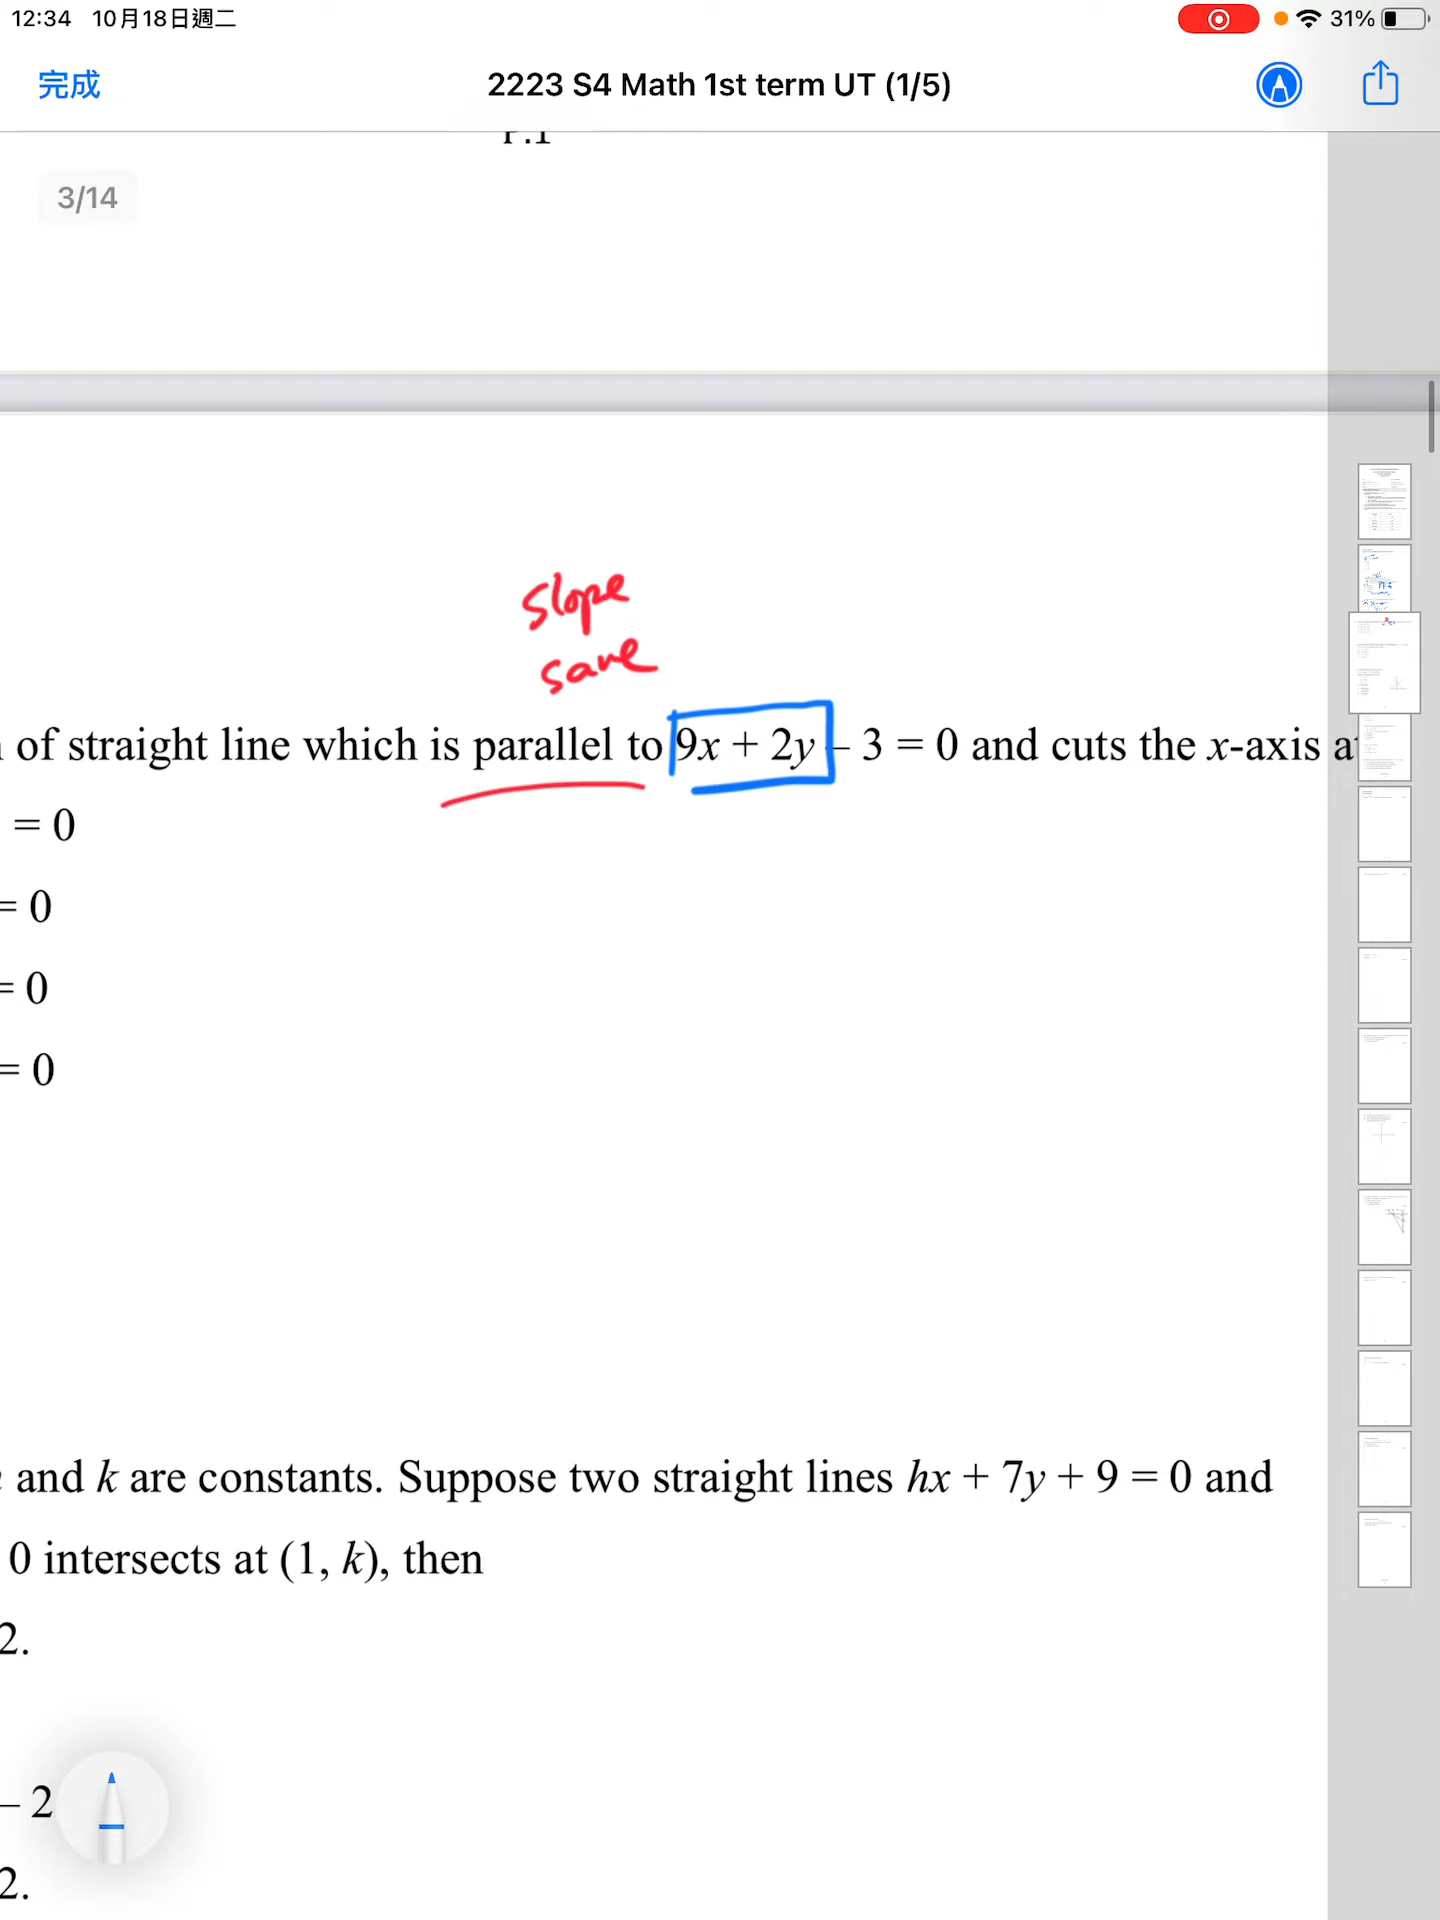 12:34 10月18日週二
31%
完成
2223 S4 Math 1st term UT (1/5)
3/14
slope
same
of straight line which is parallel to 9x + 2y – 3 = 0 and cuts the x-axis at
= 0
= 0
= 0
= 0
and k are constants. Suppose two straight lines hx + 7y + 9 = 0 and
0 intersects at (1, k), then
2.
– 2
2.